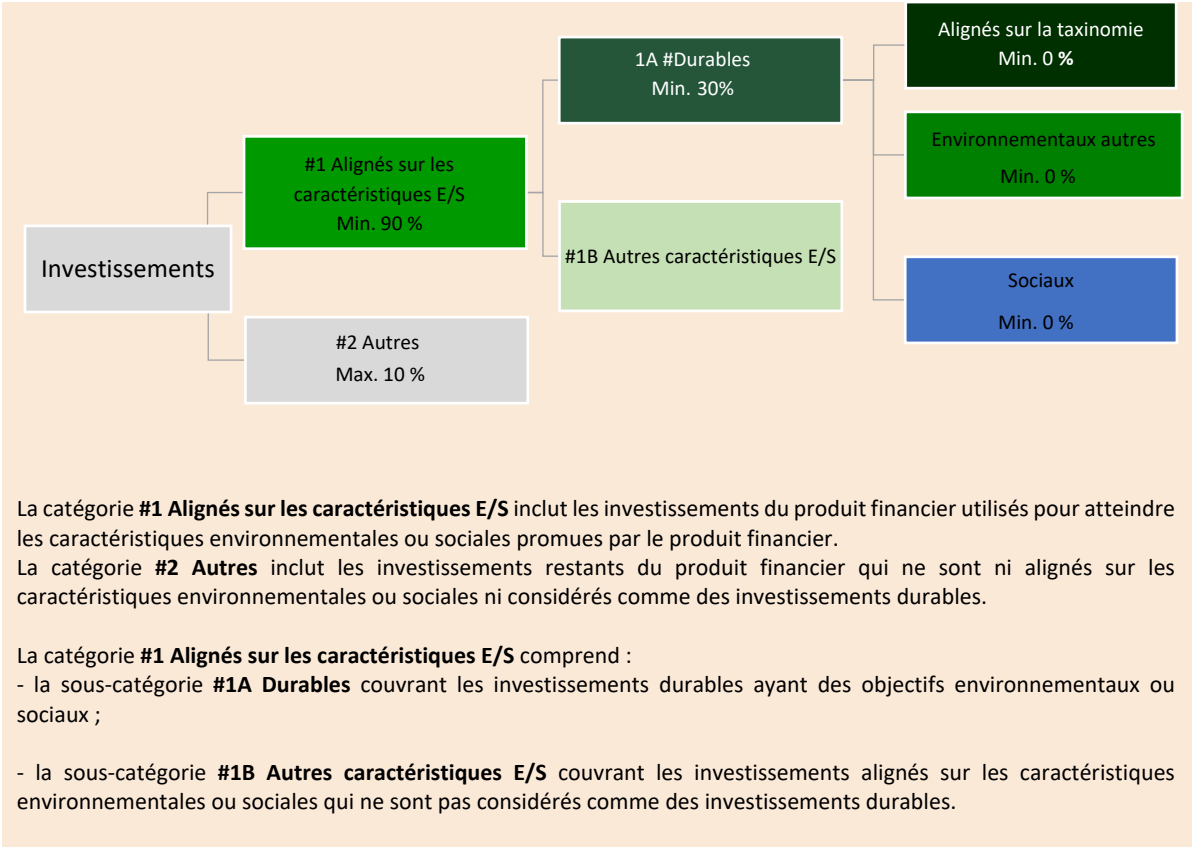 Alignés sur la taxinomie
Min. 0 %
1A #Durables
Min. 30%
Environnementaux autres
Min. 0 %
#1 Alignés sur les
caractéristiques E/S
Min. 90 %
#1B Autres caractéristiques E/S
Investissements
Sociaux
Min. 0 %
#2 Autres
Max. 10 %
La catégorie #1 Alignés sur les caractéristiques E/S inclut les investissements du produit financier utilisés pour atteindre
les caractéristiques environnementales ou sociales promues par le produit financier.
La catégorie #2 Autres inclut les investissements restants du produit financier qui ne sont ni alignés sur les
caractéristiques environnementales ou sociales ni considérés comme des investissements durables.
La catégorie #1 Alignés sur les caractéristiques E/S comprend :
- la sous-catégorie #1A Durables couvrant les investissements durables ayant des objectifs environnementaux ou
sociaux ;
- la sous-catégorie #1B Autres caractéristiques E/S couvrant les investissements alignés sur les caractéristiques
environnementales ou sociales qui ne sont pas considérés comme des investissements durables.